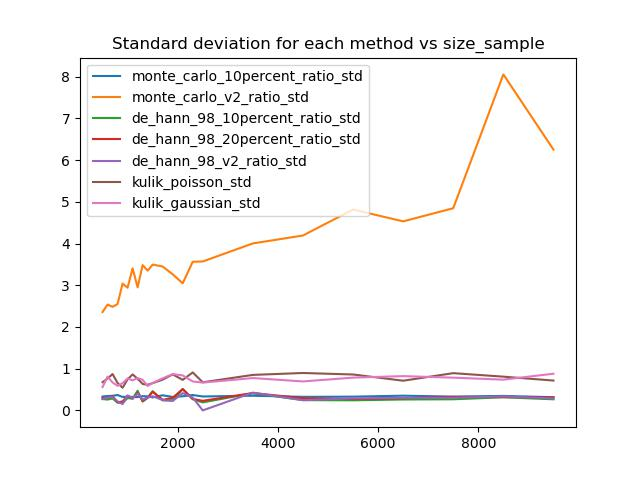 Standard deviation for each method vs size_sample
monte_carlo_10percent_ratio_std
monte_carlo_v2_ratio_std
de_hann_98_10percent_ratio_std
de_hann_98_20percent_ratio_std
de_hann_98_v2_ratio_std
kulik_poisson_std
kulik_gaussian_std
8
7
6
5
4
3
2
1
0
2000 4000 6000 8000